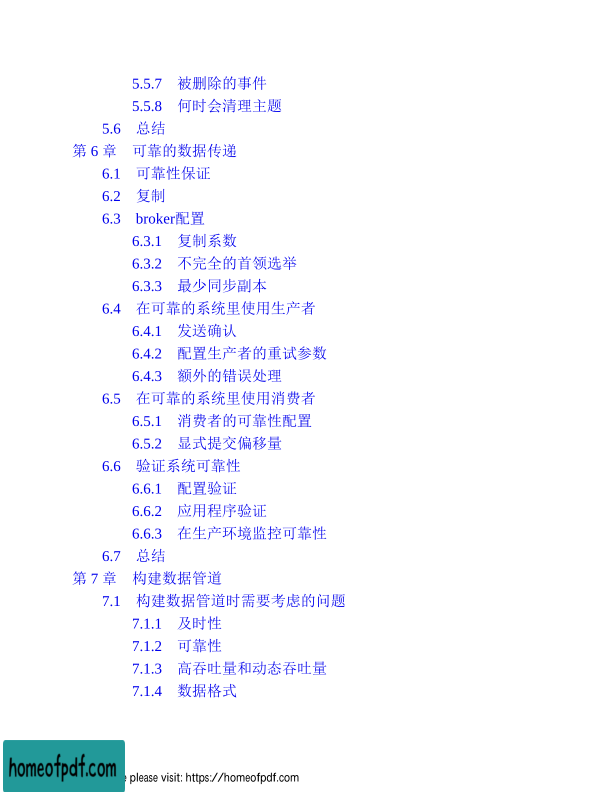 5.5.7 被删除的事件
5.5.8 何时会清理主题
5.6 总结
第 6 章 可靠的数据传递
6.1 可靠性保证
6.2 复制
6.3 broker配置
6.3.1 复制系数
6.3.2 不完全的首领选举
6.3.3 最少同步副本
6.4 在可靠的系统里使用生产者
6.4.1 发送确认
6.4.2 配置生产者的重试参数
6.4.3 额外的错误处理
6.5 在可靠的系统里使用消费者
6.5.1 消费者的可靠性配置
6.5.2 显式提交偏移量
6.6 验证系统可靠性
6.6.1 配置验证
6.6.2 应用程序验证
6.6.3 在生产环境监控可靠性
6.7 总结
第 7 章 构建数据管道
7.1 构建数据管道时需要考虑的问题
7.1.1 及时性
7.1.2 可靠性
7.1.3 高吞吐量和动态吞吐量
7.1.4 数据格式
homeofpdf.com
please visit: https://homeofpdf.com